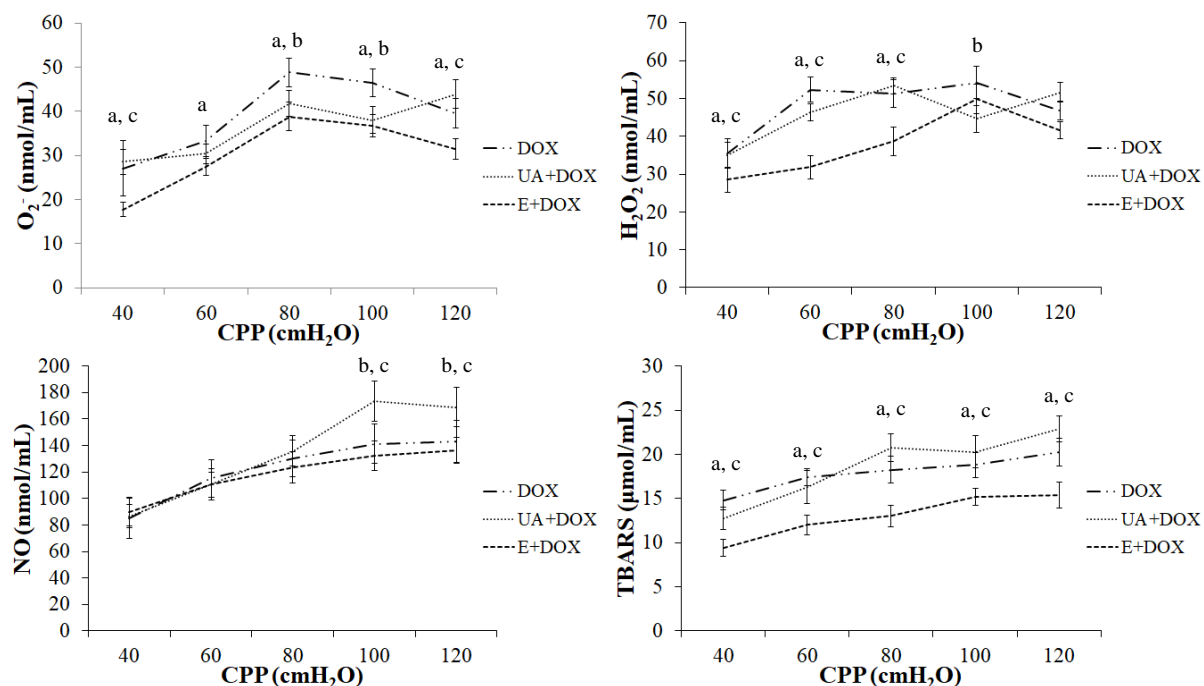 O₂⁻ (nmol/mL)
60
50
40
30
20
10
0
a, c
a
a, b
a, b
a, c
40
60
80
100
120
CPP (cmH₂O)
DOX
UA+DOX
E+DOX
H₂O₂ (nmol/mL)
70
60
50
40
30
20
10
0
a, c
a, c
a, c
b
a, c
40
60
80
100
120
CPP (cmH₂O)
DOX
UA+DOX
E+DOX
NO (nmol/mL)
200
180
160
140
120
100
80
60
40
20
0
b, c
b, c
40
60
80
100
120
CPP (cmH₂O)
DOX
UA+DOX
E+DOX
TBARS (µmol/mL)
30
25
20
15
10
5
0
a, c
a, c
a, c
a, c
a, c
40
60
80
100
120
CPP (cmH₂O)
DOX
UA+DOX
E+DOX